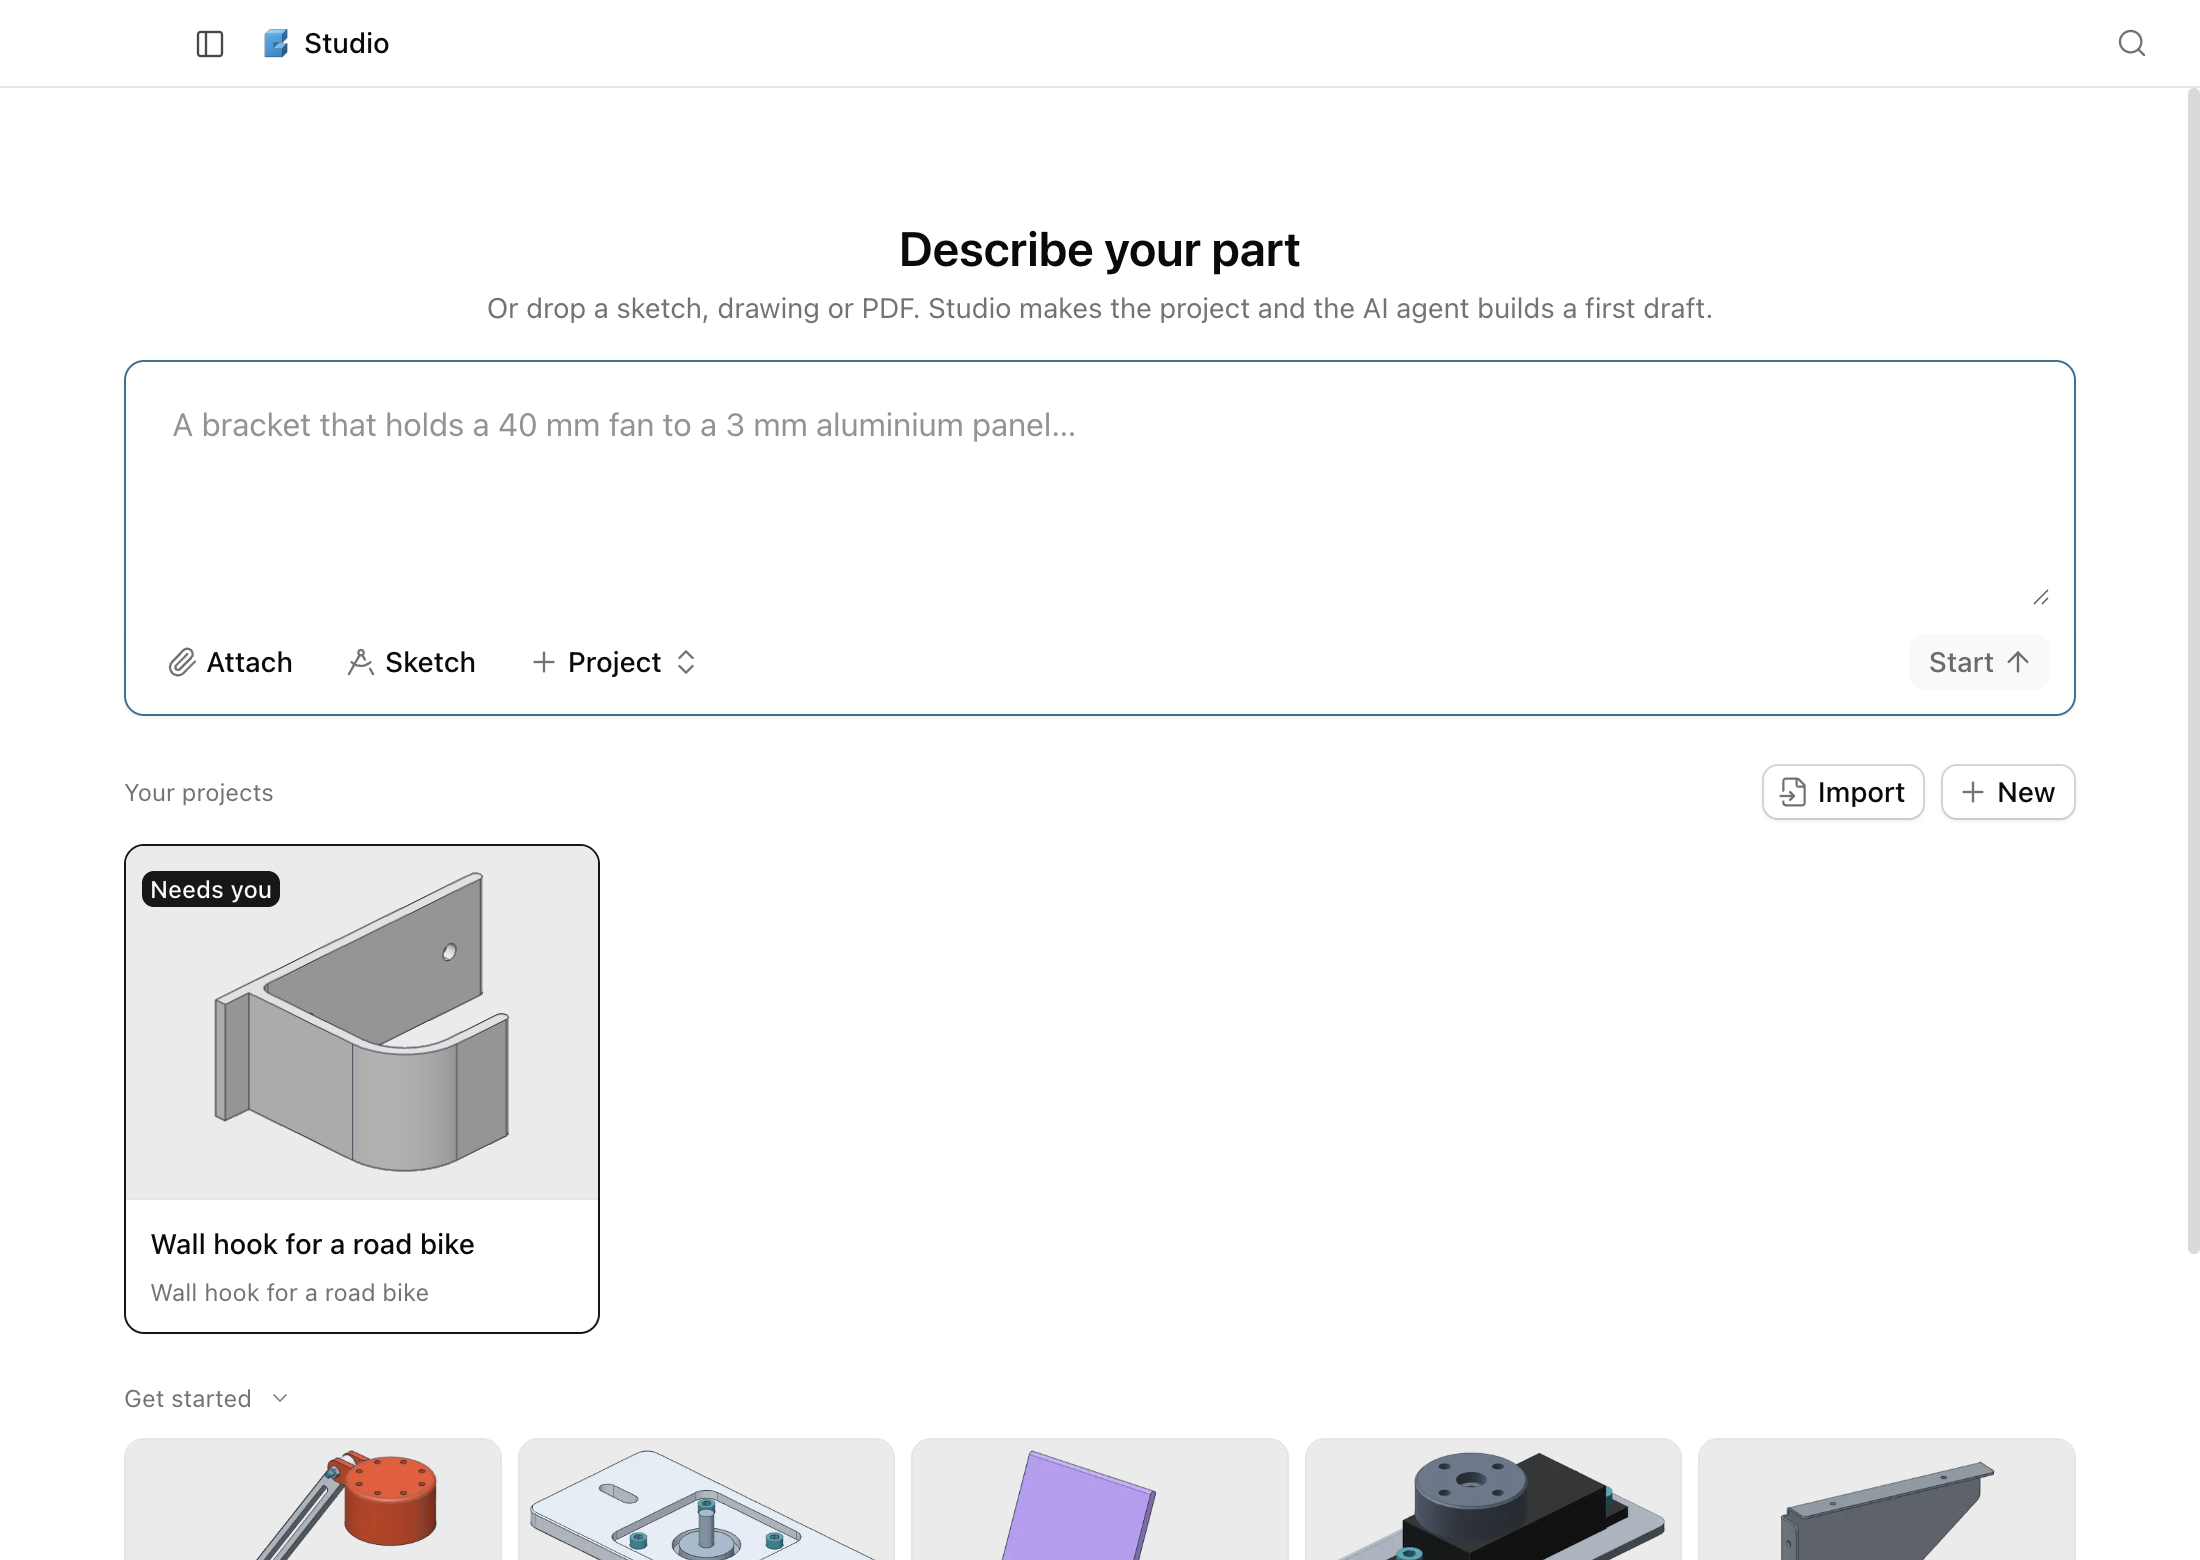 Studio
Describe your part
Or drop a sketch, drawing or PDF. Studio makes the project and the AI agent builds a first draft.
A bracket that holds a 40 mm fan to a 3 mm aluminium panel...
Attach
Sketch
Project
Start
Your projects
Import
New
Needs you
Wall hook for a road bike
Wall hook for a road bike
Get started